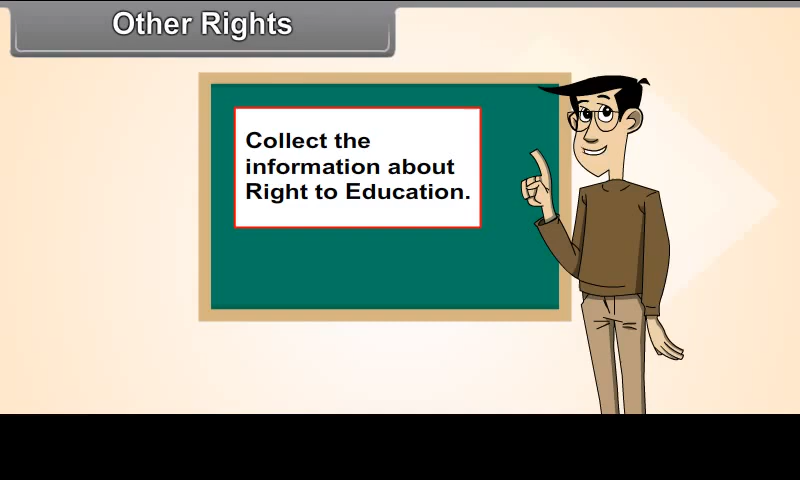 Other Rights
Collect the
information about
Right to Education.